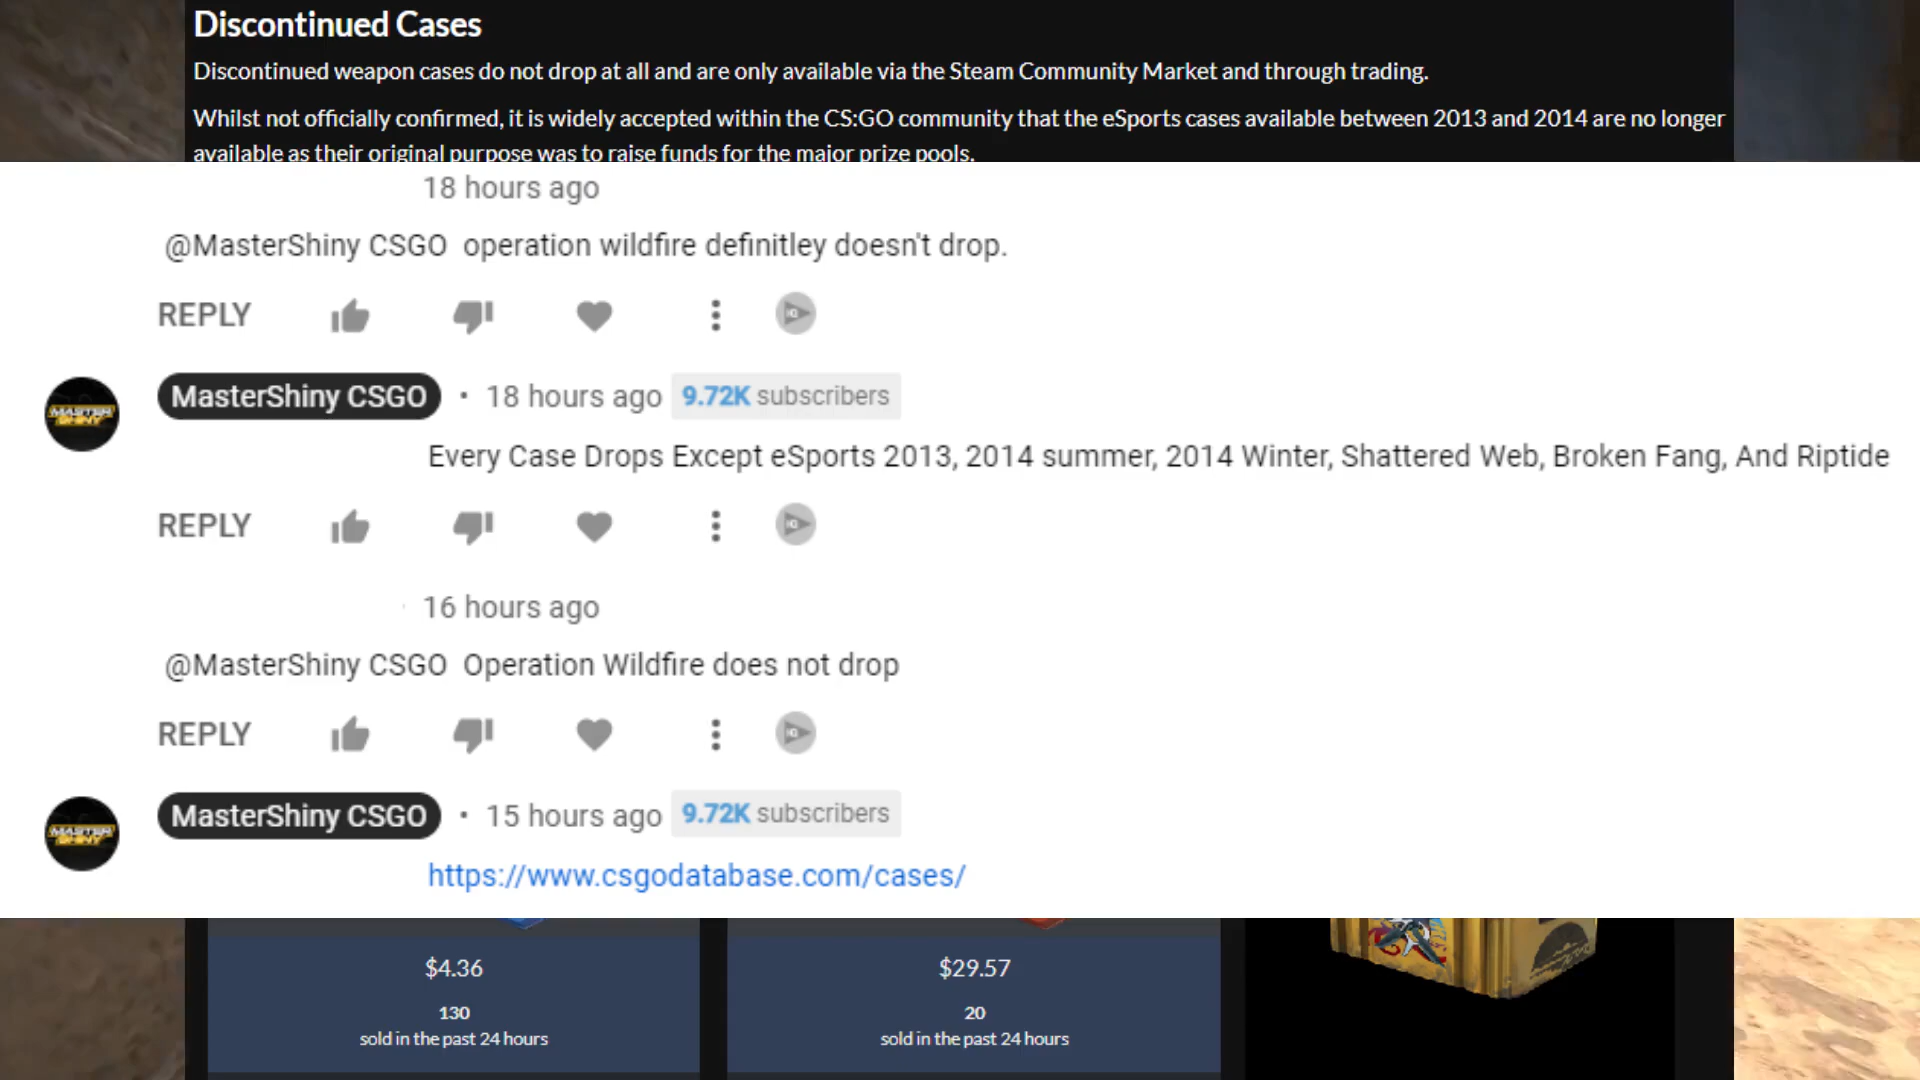 Discontinued Cases
Discontinued weapon cases do not drop at all and are only available via the Steam Community Market and through trading.
Whilst not officially confirmed, it is widely accepted within the CS:GO community that the eSports cases available between 2013 and 2014 are no longer
available as their original purpose was to raise funds for the major prize pools.
18 hours ago
@MasterShiny CSGO operation wildfire definitley doesn't drop.
REPLY
IQ
MASTER
SHINY
MasterShiny CSGO • 18 hours ago 9.72K subscribers
Every Case Drops Except eSports 2013, 2014 summer, 2014 Winter, Shattered Web, Broken Fang, And Riptide
REPLY
IQ
16 hours ago
@MasterShiny CSGO Operation Wildfire does not drop
REPLY
IQ
MASTER
SHINY
MasterShiny CSGO • 15 hours ago 9.72K subscribers
https://www.csgodatabase.com/cases/
$4.36
130
sold in the past 24 hours
$29.57
20
sold in the past 24 hours